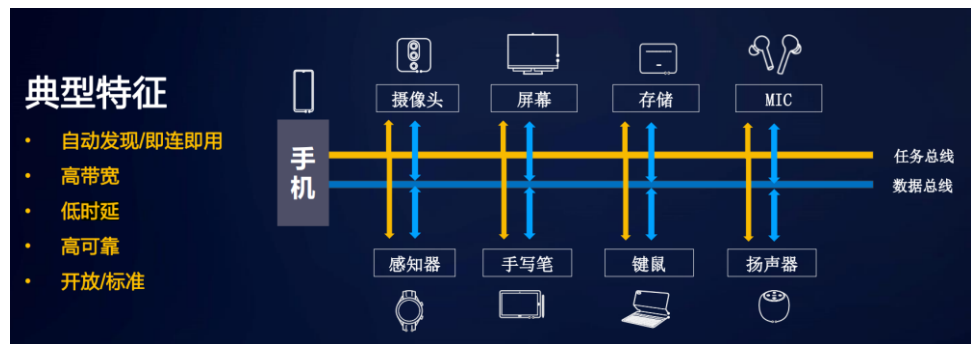 典型特征
• 自动发现/即连即用
• 高带宽
• 低时延
• 高可靠
• 开放/标准
手机
摄像头
屏幕
存储
MIC
任务总线
数据总线
感知器
手写笔
键鼠
扬声器